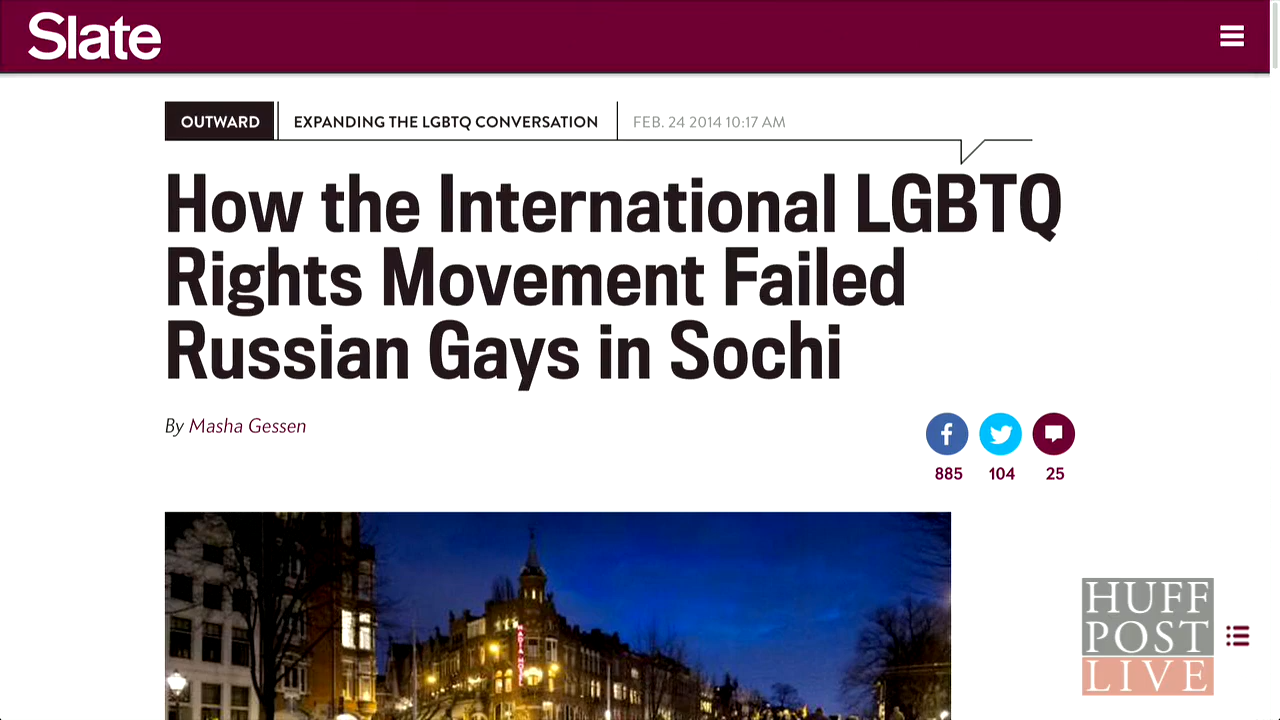 Slate
OUTWARD
EXPANDING THE LGBTQ CONVERSATION
FEB. 24 2014 10:17 AM
How the International LGBTQ
Rights Movement Failed
Russian Gays in Sochi
By Masha Gessen
885
104
25
HUFF
POST
LIVE